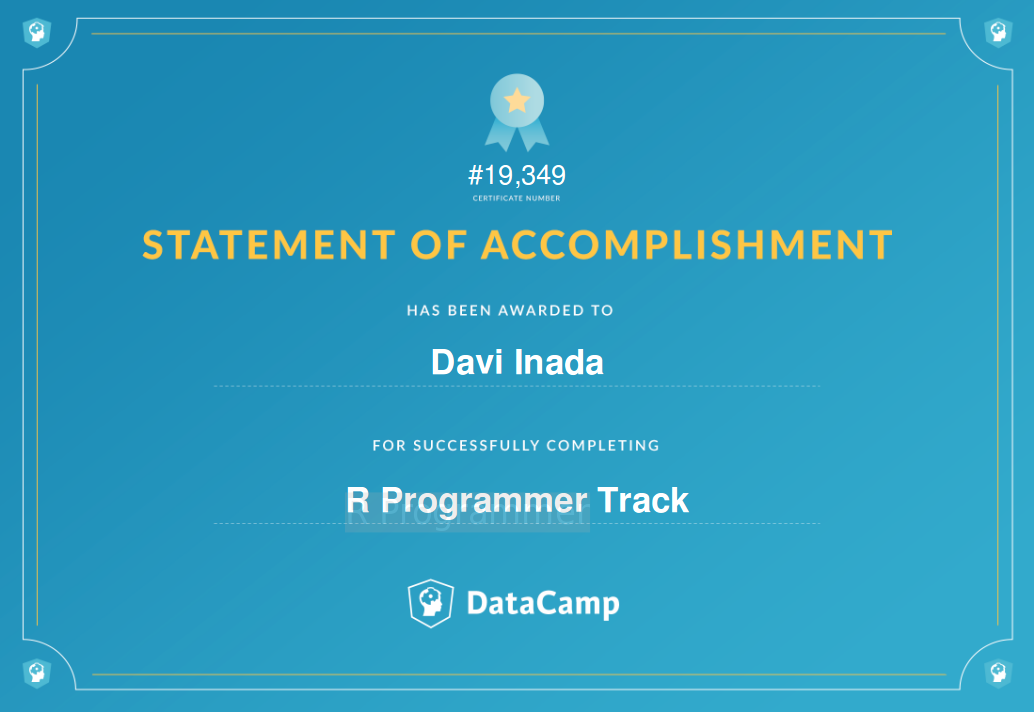 #19,349
CERTIFICATE NUMBER
STATEMENT OF ACCOMPLISHMENT
HAS BEEN AWARDED TO
Davi Inada
FOR SUCCESSFULLY COMPLETING
R Programmer Track
R Programmer
DataCamp